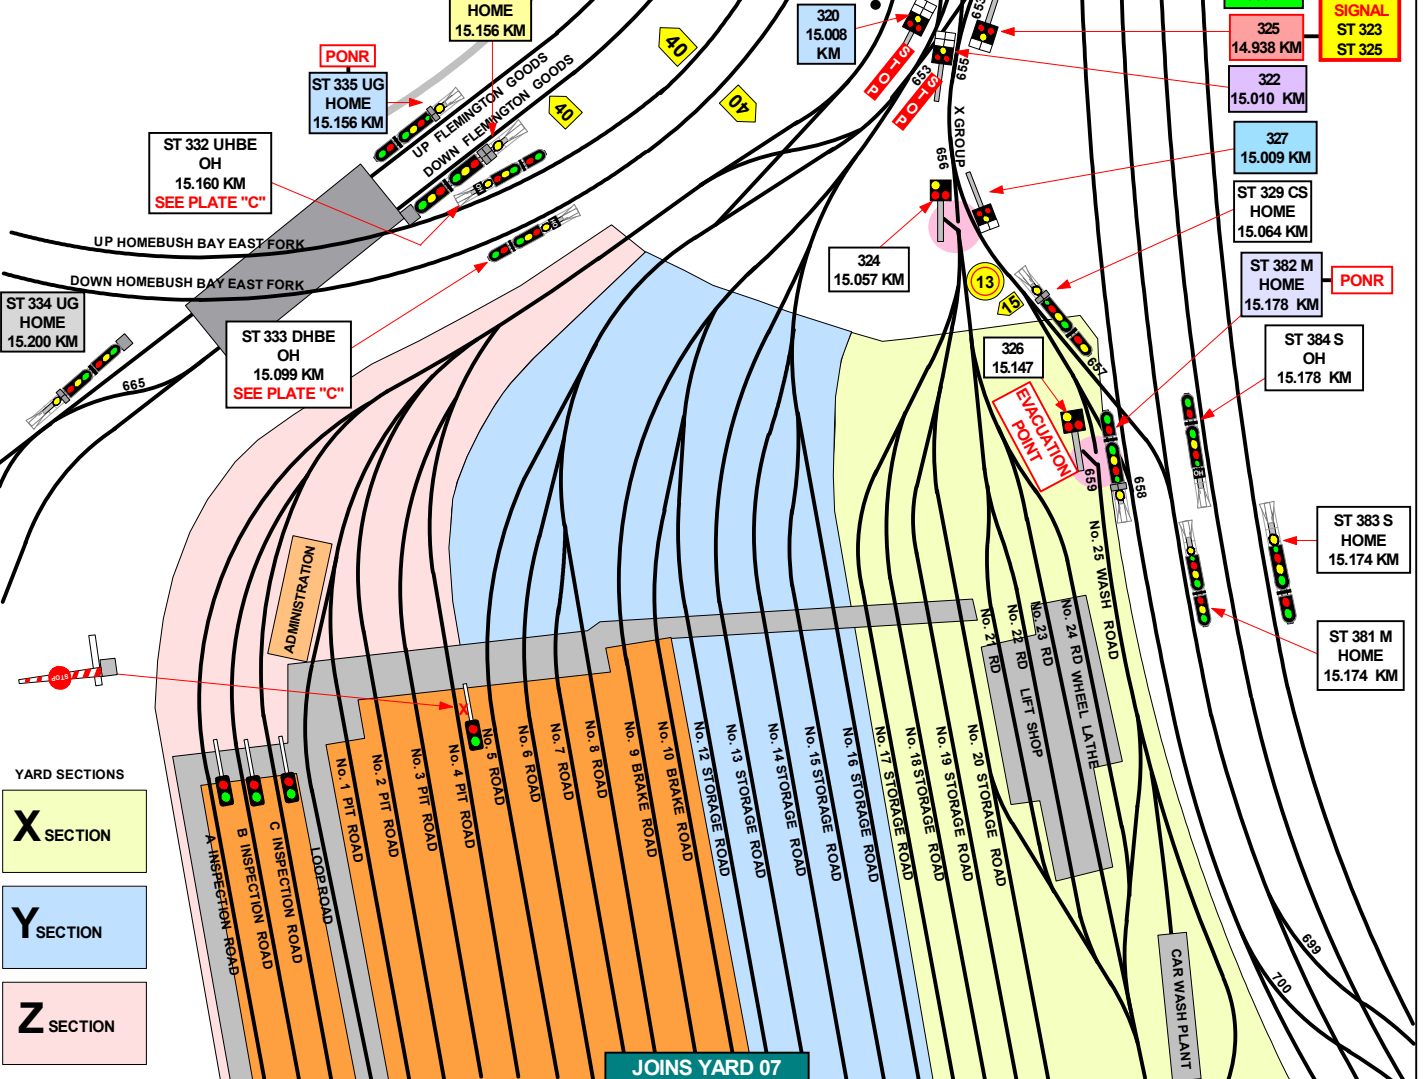 HOME
15.156 KM
PONR
ST 335 UG
HOME
15.156 KM
UP FLEMINGTON GOODS
DOWN FLEMINGTON GOODS
40
40
40
320
15.008
KM
STOP
STOP
653
653
655
X GROUP
656
325
14.938 KM
SIGNAL
ST 323
ST 325
322
15.010 KM
327
15.009 KM
ST 329 CS
HOME
15.064 KM
ST 382 M
HOME
15.178 KM
PONR
ST 384 S
OH
15.178 KM
324
15.057 KM
13
15
326
15.147
657
EVACUATION
POINT
659
658
OH
ST 383 S
HOME
15.174 KM
ST 381 M
HOME
15.174 KM
ST 332 UHBE
OH
15.160 KM
SEE PLATE "C"
OH
OH
UP HOMEBUSH BAY EAST FORK
DOWN HOMEBUSH BAY EAST FORK
ST 334 UG
HOME
15.200 KM
ST 333 DHBE
OH
15.099 KM
SEE PLATE "C"
665
ADMINISTRATION
STOP
X
YARD SECTIONS
X SECTION
Y SECTION
Z SECTION
A INSPECTION ROAD
B INSPECTION ROAD
C INSPECTION ROAD
LOOP ROAD
No. 1 PIT ROAD
No. 2 PIT ROAD
No. 3 PIT ROAD
No. 4 PIT ROAD
No. 5 ROAD
No. 6 ROAD
No. 7 ROAD
No. 8 ROAD
No. 9 BRAKE ROAD
No. 10 BRAKE ROAD
No. 12 STORAGE ROAD
No. 13 STORAGE ROAD
No. 14 STORAGE ROAD
No. 15 STORAGE ROAD
No. 16 STORAGE ROAD
No. 17 STORAGE ROAD
No. 18 STORAGE ROAD
No. 19 STORAGE ROAD
No. 20 STORAGE ROAD
No. 21 RD
No. 22 RD
LIFT SHOP
No. 23 RD
No. 24 RD WHEEL LATHE
No. 25 WASH ROAD
CAR WASH PLANT
699
700
JOINS YARD 07